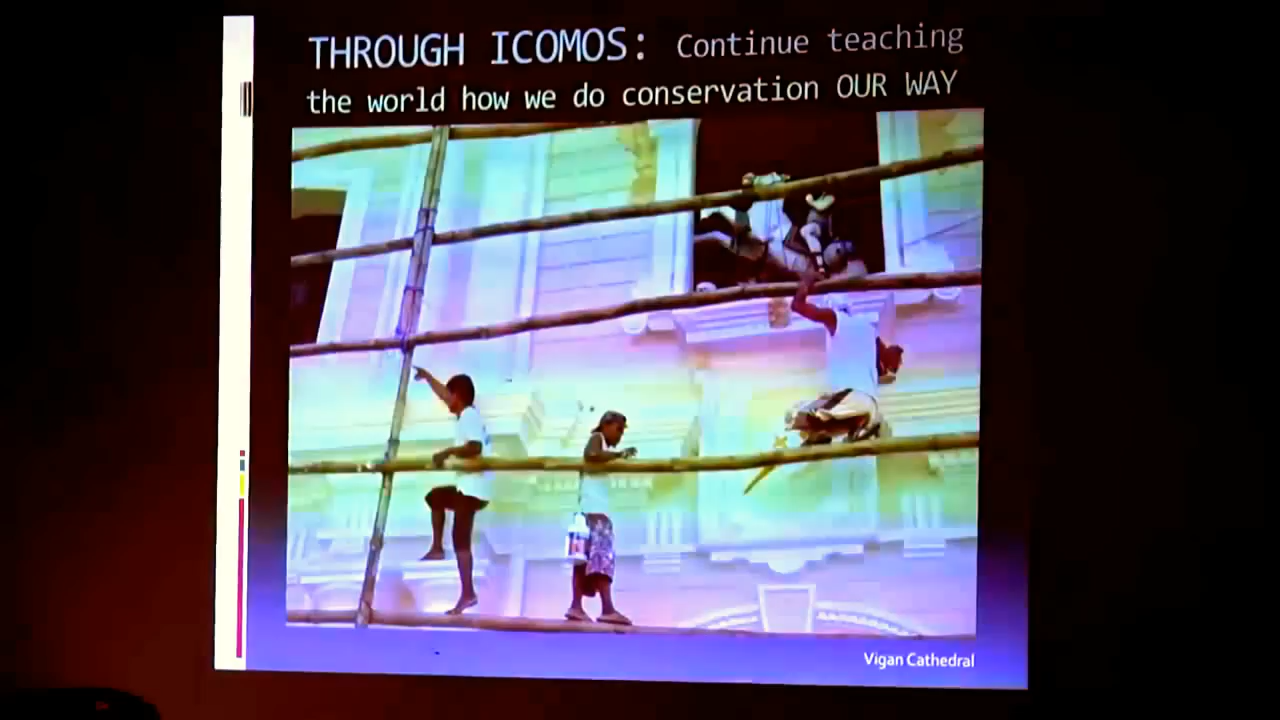 THROUGH ICOMOS: Continue teaching
the world how we do conservation OUR WAY
Vigan Cathedral